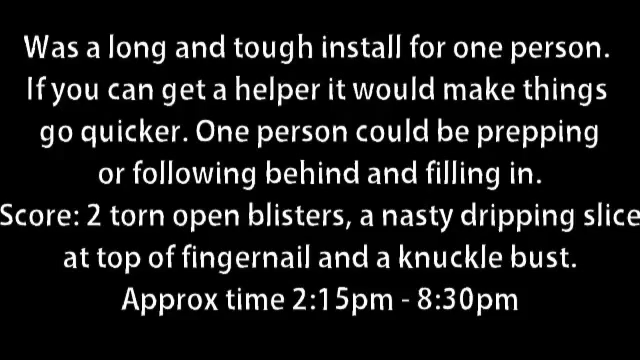 Was a long and tough install for one person.
If you can get a helper it would make things
go quicker. One person could be prepping
or following behind and filling in.
Score: 2 torn open blisters, a nasty dripping slice
at top of fingernail and a knuckle bust.
Approx time 2:15pm - 8:30pm